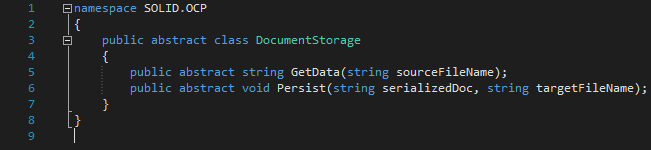 1 namespace SOLID.OCP
2 {
3 public abstract class DocumentStorage
4 {
5 public abstract string GetData(string sourceFileName);
6 public abstract void Persist(string serializedDoc, string targetFileName);
7 }
8 }
9